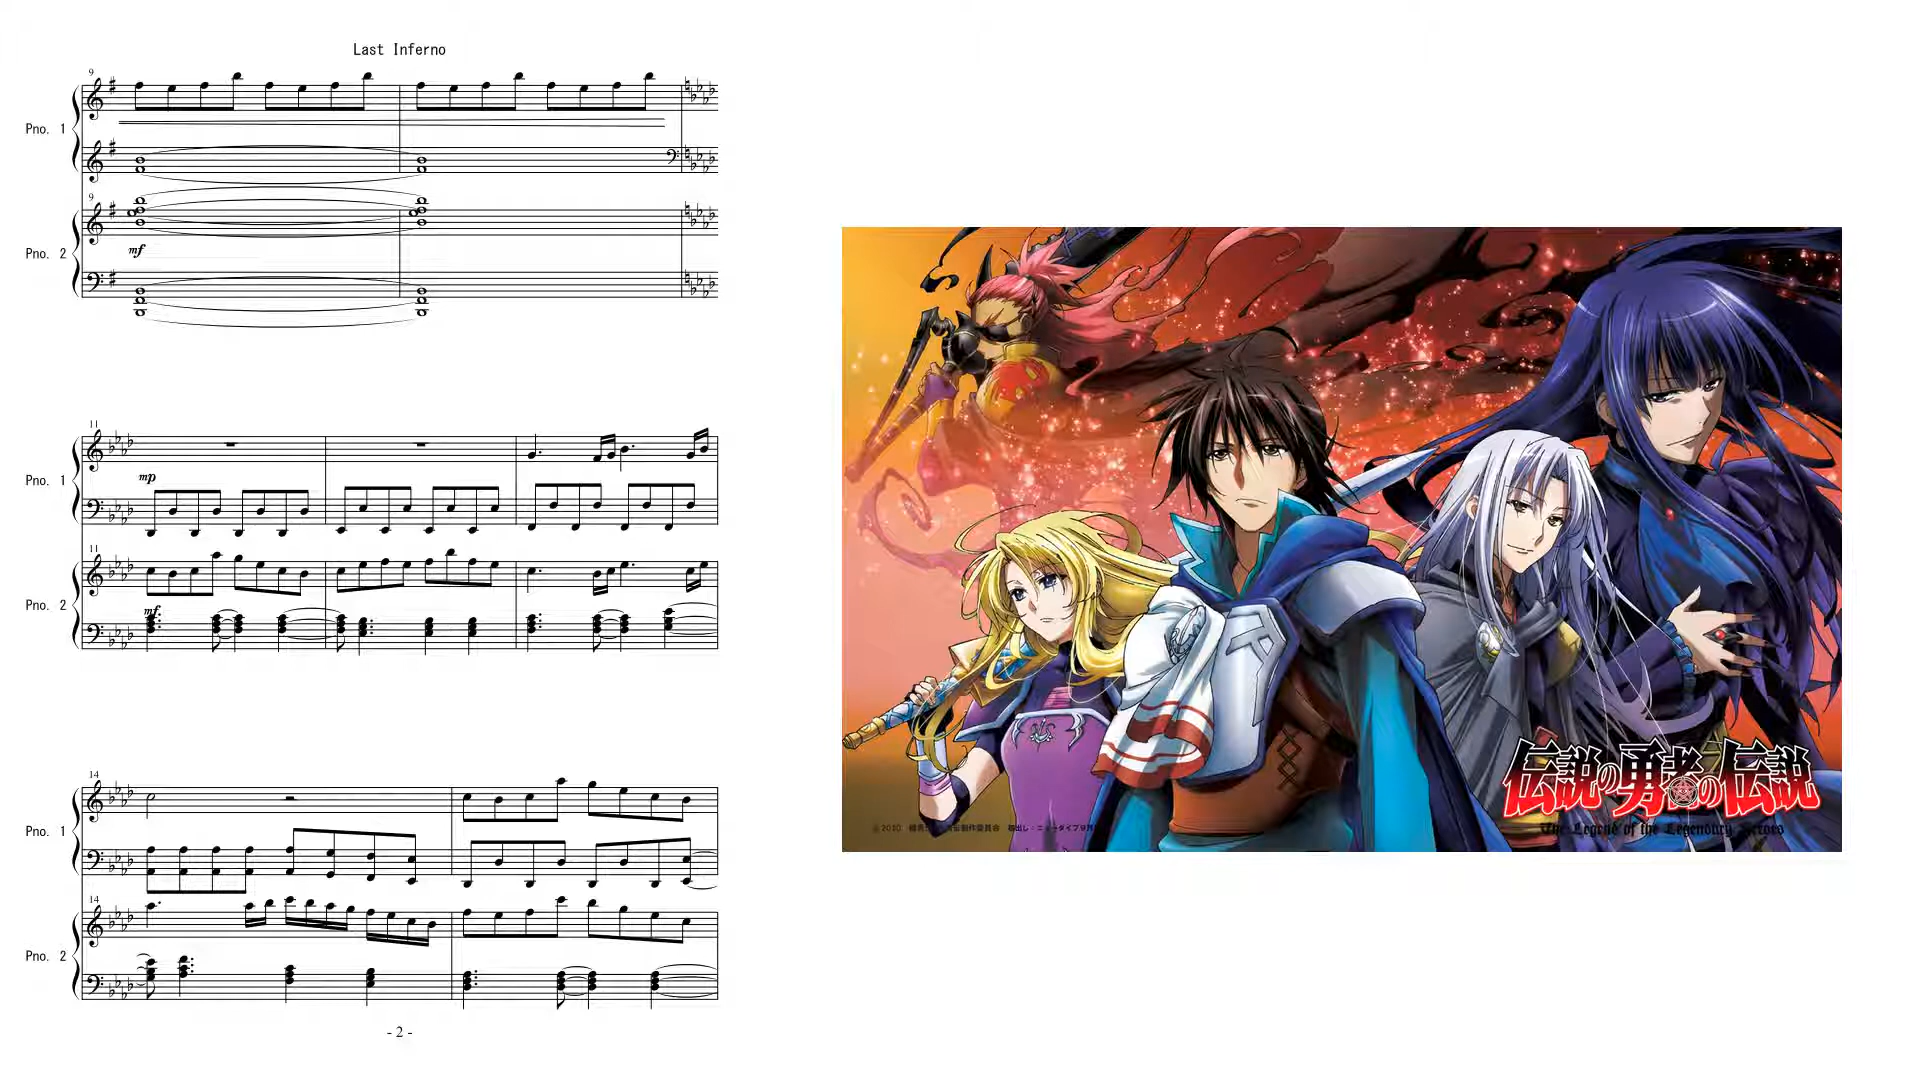 Last Inferno
9
Pno. 1
9
Pno. 2
mf
11
Pno. 1
mp
11
Pno. 2
mf
14
Pno. 1
14
Pno. 2
- 2 -
伝説の勇者の伝説
The Legend of the Legendary Heroes